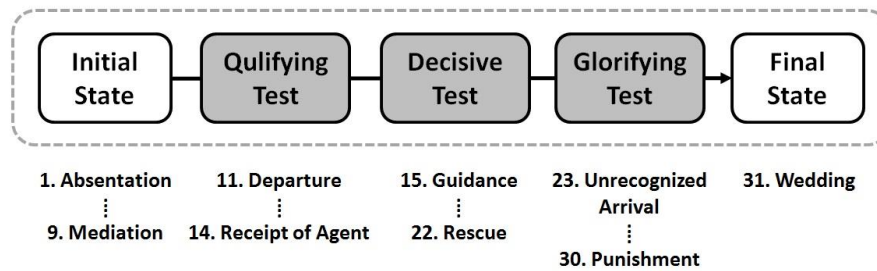 Initial
State
Qulifying
Test
Decisive
Test
Glorifying
Test
Final
State
1. Absentation
9. Mediation
11. Departure
14. Receipt of Agent
15. Guidance
22. Rescue
23. Unrecognized
Arrival
30. Punishment
31. Wedding